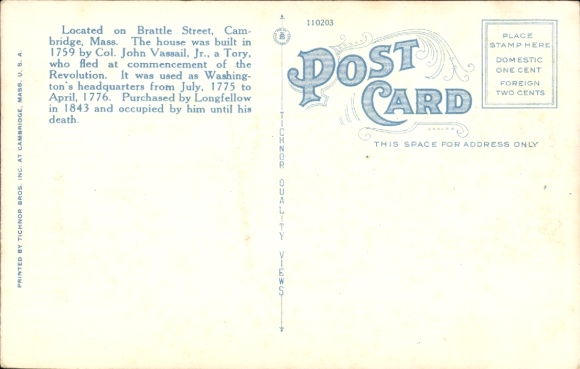 Located on Brattle Street, Cam-
bridge, Mass. The house was built in
1759 by Col. John Vassail, Jr., a Tory,
who fled at commencement of the
Revolution. It was used as Washing-
ton's headquarters from July, 1775 to
April, 1776. Purchased by Longfellow
in 1843 and occupied by him until his
death.
PRINTED BY TICHNOR BROS. INC. AT CAMBRIDGE, MASS. U. S. A.
TICHNOR QUALITY VIEWS
110203
POST
CARD
THIS SPACE FOR ADDRESS ONLY
PLACE
STAMP HERE
DOMESTIC
ONE CENT
FOREIGN
TWO CENTS